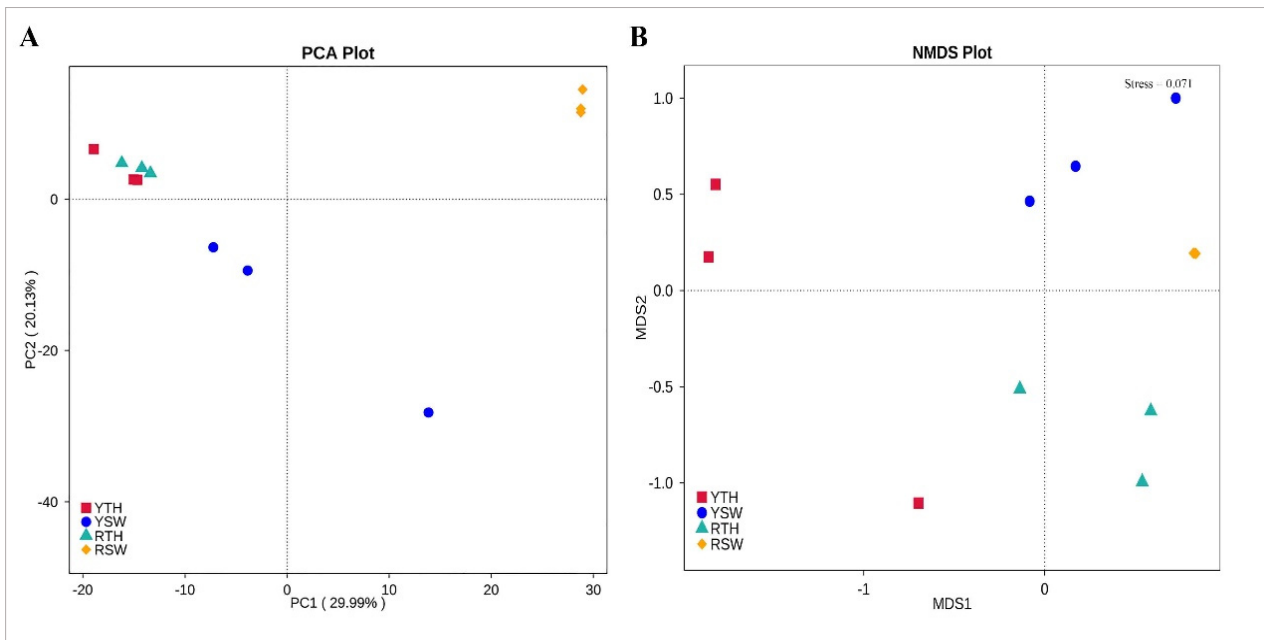 A
PCA Plot
0
-20
-40
PC2 ( 20.13% )
YTH
YSW
RTH
RSW
-20 -10 0 10 20 30
PC1 ( 29.99% )
B
NMDS Plot
Stress = 0.071
1.0
0.5
0.0
-0.5
-1.0
MDS2
YTH
YSW
RTH
RSW
-1 0
MDS1